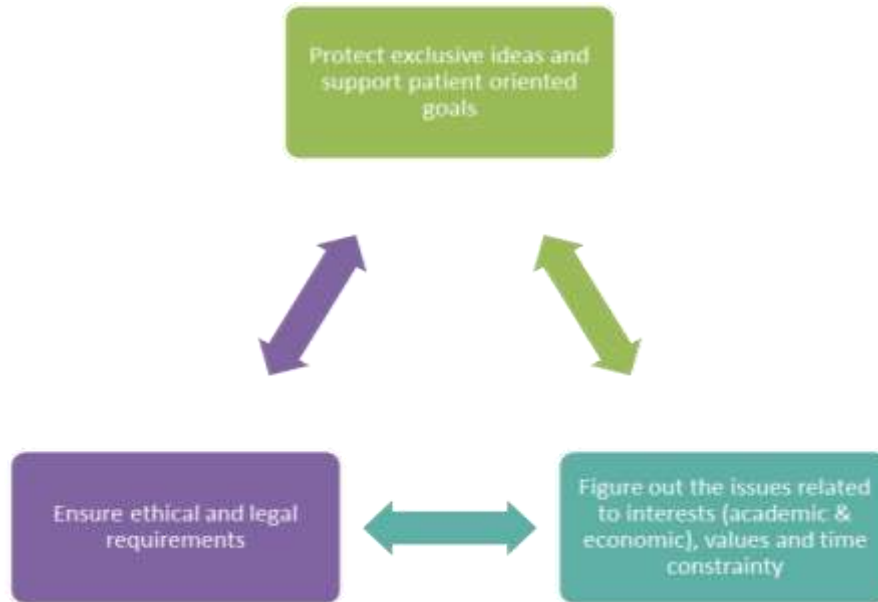 Protect exclusive ideas and
support patient oriented
goals
Ensure ethical and legal
requirements
Figure out the issues related
to interests (academic &
economic), values and time
constrainty